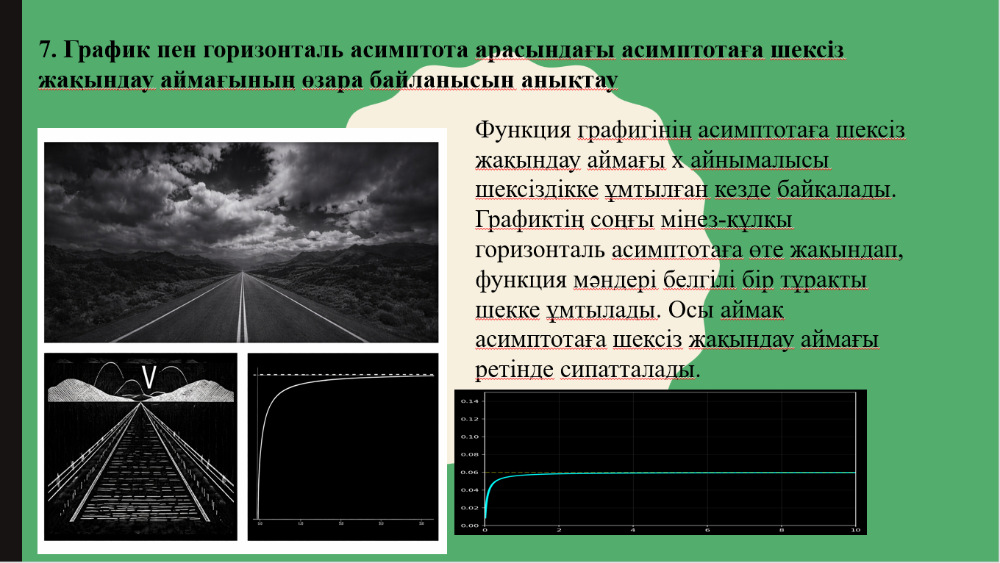 7. График пен горизонталь асимптота арасындағы асимптотаға шексіз
жақындау аймағының өзара байланысын анықтау
Функция графигінің асимптотаға шексіз
жақындау аймағы x айнымалысы
шексіздікке ұмтылған кезде байқалады.
Графиктің соңғы мінез-құлқы
горизонталь асимптотаға өте жақындап,
функция мәндері белгілі бір тұрақты
шекке ұмтылады. Осы аймақ
асимптотаға шексіз жақындау аймағы
ретінде сипатталады.
V
0.14
0.12
0.10
0.08
0.06
0.04
0.02
0.00
0 2 4 6 8 10